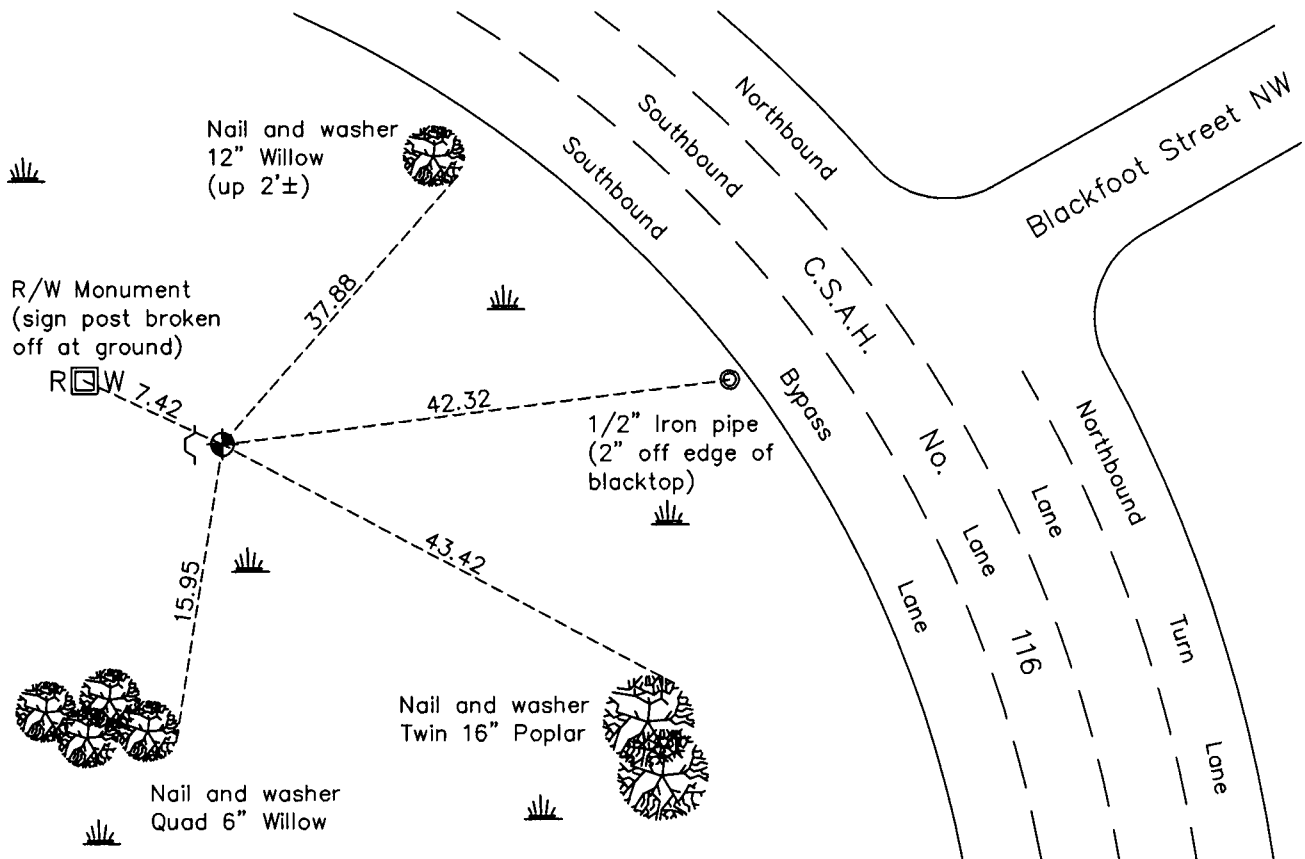 Nail and washer
12" Willow
(up 2'±)
R/W Monument
(sign post broken
off at ground)
R W
7.42
37.88
42.32
1/2" Iron pipe
(2" off edge of
blacktop)
15.95
43.42
Nail and washer
Twin 16" Poplar
Nail and washer
Quad 6" Willow
Southbound Bypass Lane
Southbound Lane
C.S.A.H. No. 116
Northbound Lane
Northbound Turn Lane
Blackfoot Street NW